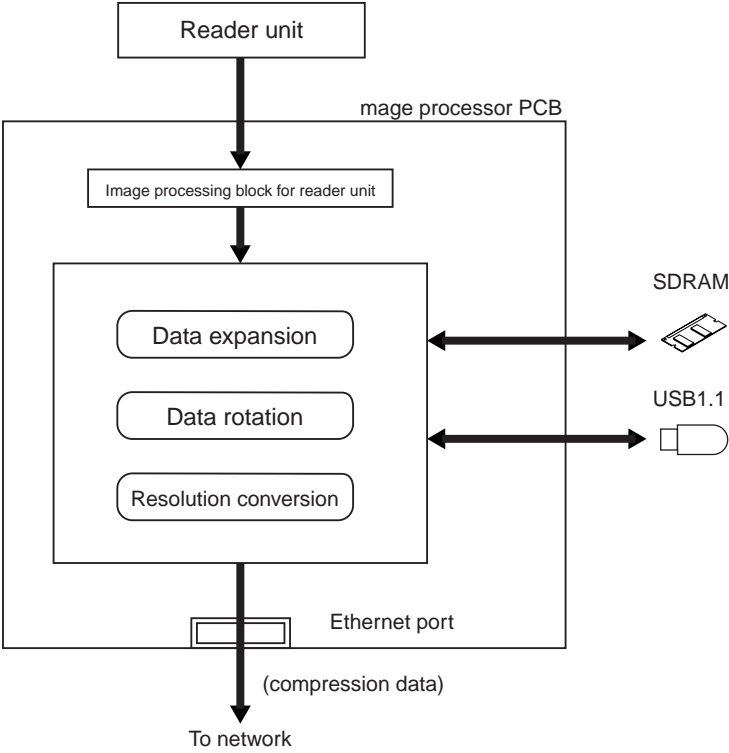 Reader unit
mage processor PCB
Image processing block for reader unit
SDRAM
Data expansion
USB1.1
Data rotation
Resolution conversion
Ethernet port
(compression data)
To network